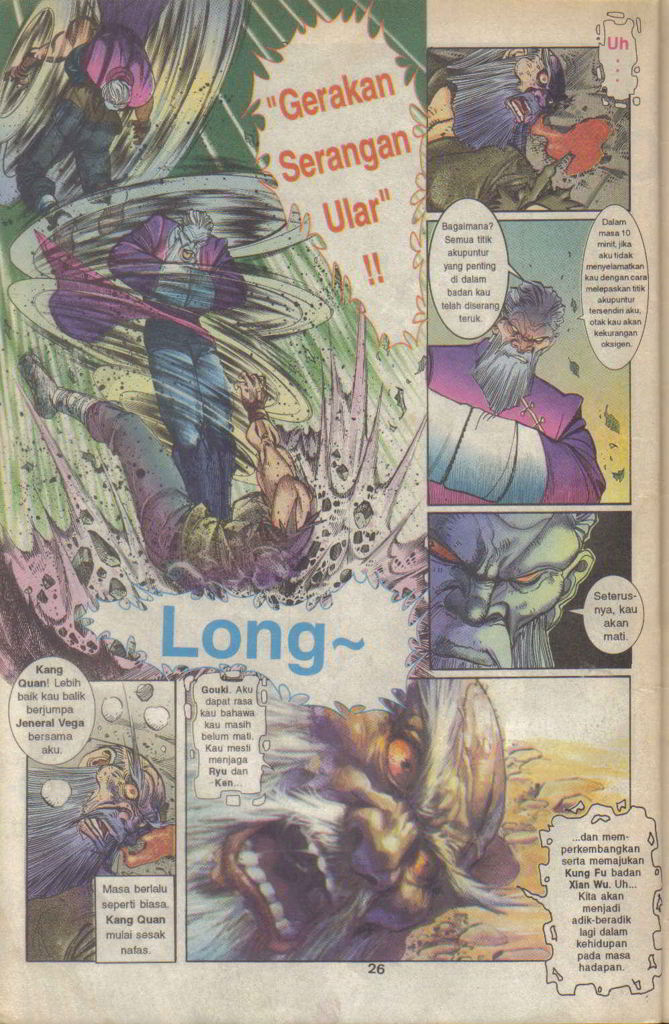 "Gerakan
Serangan
Ular"
!!
Uh
...
Bagaimana?
Semua titik
akupuntur
yang penting
di dalam
badan kau
telah diserang
teruk.
Dalam
masa 10
minit, jika
aku tidak
menyelamatkan
kau dengan cara
melepaskan titik
akupuntur
tersendiri aku,
otak kau akan
kekurangan
oksigen.
Seterus-
nya, kau
akan
mati.
Long~
Kang
Quan! Lebih
baik kau balik
berjumpa
Jeneral Vega
bersama
aku.
Masa berlalu
seperti biasa.
Kang Quan
mulai sesak
nafas.
Gouki. Aku
dapat rasa
kau bahawa
kau masih
belum mati.
Kau mesti
menjaga
Ryu dan
Ken...
...dan mem-
perkembangkan
serta memajukan
Kung Fu badan
Xian Wu. Uh...
Kita akan
menjadi
adik-beradik
lagi dalam
kehidupan
pada masa
hadapan.
26